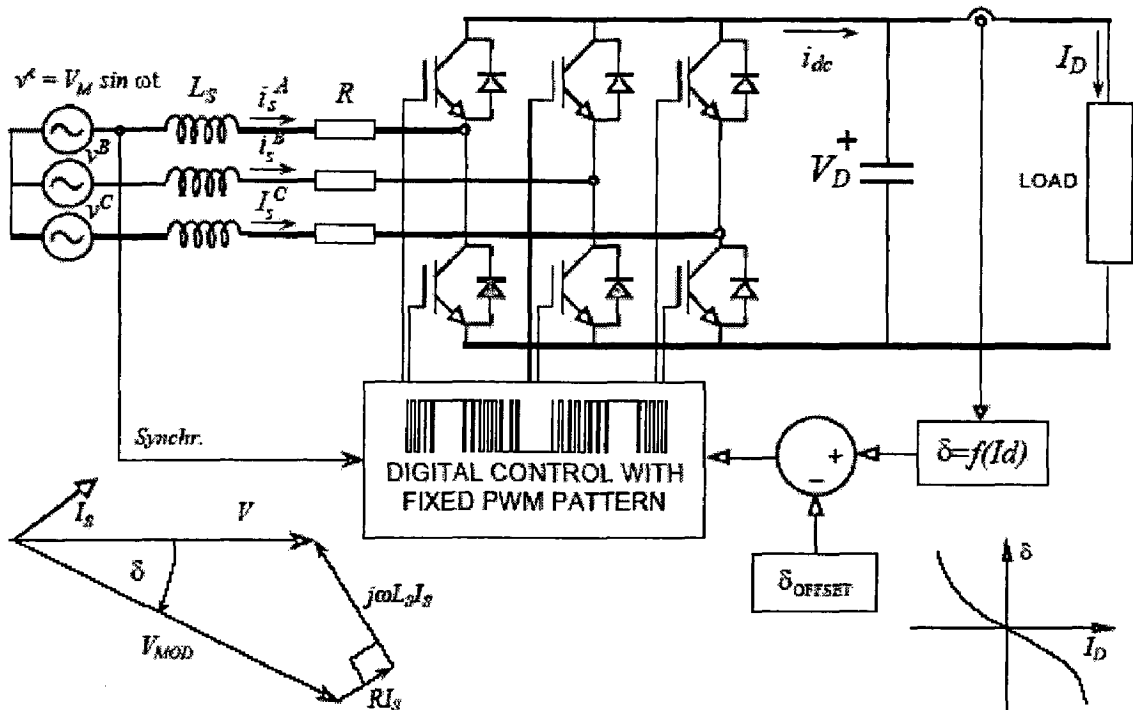 v^A = V_M sin ωt
L_S
i_s^A
R
i_dc
I_D
v^B
i_s^B
v^C
I_s^C
+
V_D
LOAD
Synchr.
DIGITAL CONTROL WITH
FIXED PWM PATTERN
+
−
δ=f(Id)
δ_OFFSET
I_S
V
δ
jωL_SI_S
V_MOD
RI_S
δ
I_D